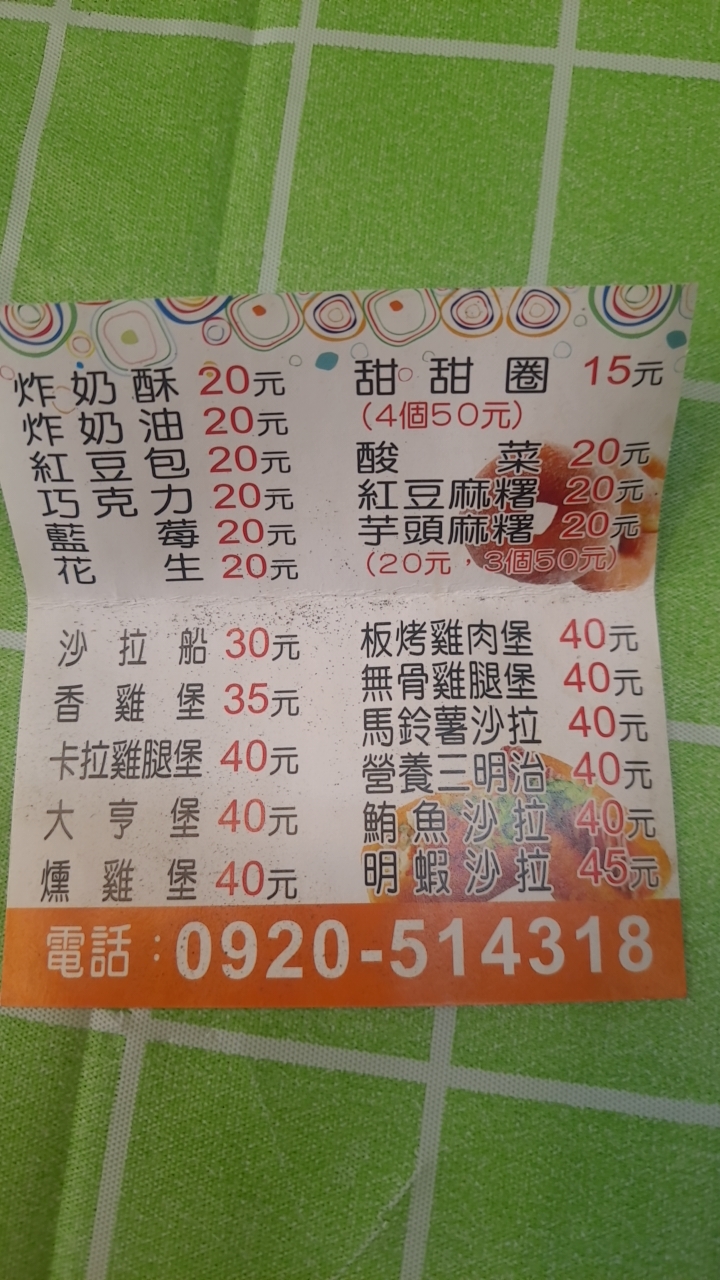 炸奶酥 20元
炸奶油 20元
紅豆包 20元
巧克力 20元
藍莓 20元
花生 20元
甜甜圈 15元
(4個50元)
酸菜 20元
紅豆麻糬 20元
芋頭麻糬 20元
(20元,3個50元)
沙拉船 30元
香雞堡 35元
卡拉雞腿堡 40元
大亨堡 40元
燻雞堡 40元
板烤雞肉堡 40元
無骨雞腿堡 40元
馬鈴薯沙拉 40元
營養三明治 40元
鮪魚沙拉 40元
明蝦沙拉 45元
電話:0920-514318